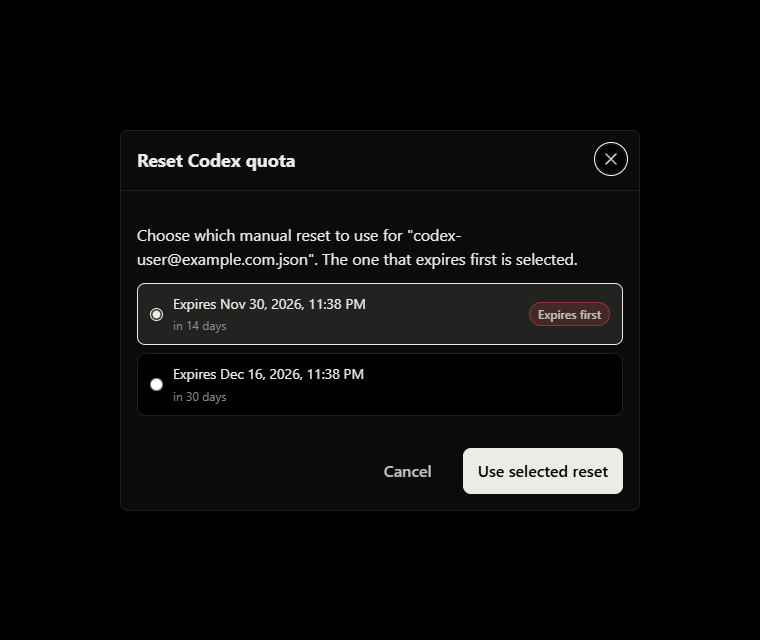 Reset Codex quota
Choose which manual reset to use for "codex-
user@example.com.json". The one that expires first is selected.
Expires Nov 30, 2026, 11:38 PM
Expires first
in 14 days
Expires Dec 16, 2026, 11:38 PM
in 30 days
Cancel
Use selected reset